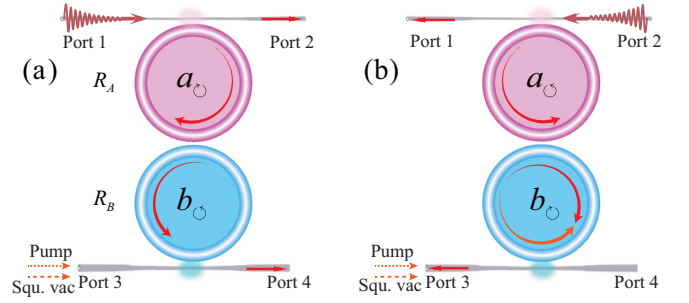 Port 1 Port 2
(a)
R_A
a↻
R_B
b↻
Pump
Squ. vac
Port 3 Port 4
Port 1 Port 2
(b)
a↻
b↻
Pump
Squ. vac
Port 3 Port 4